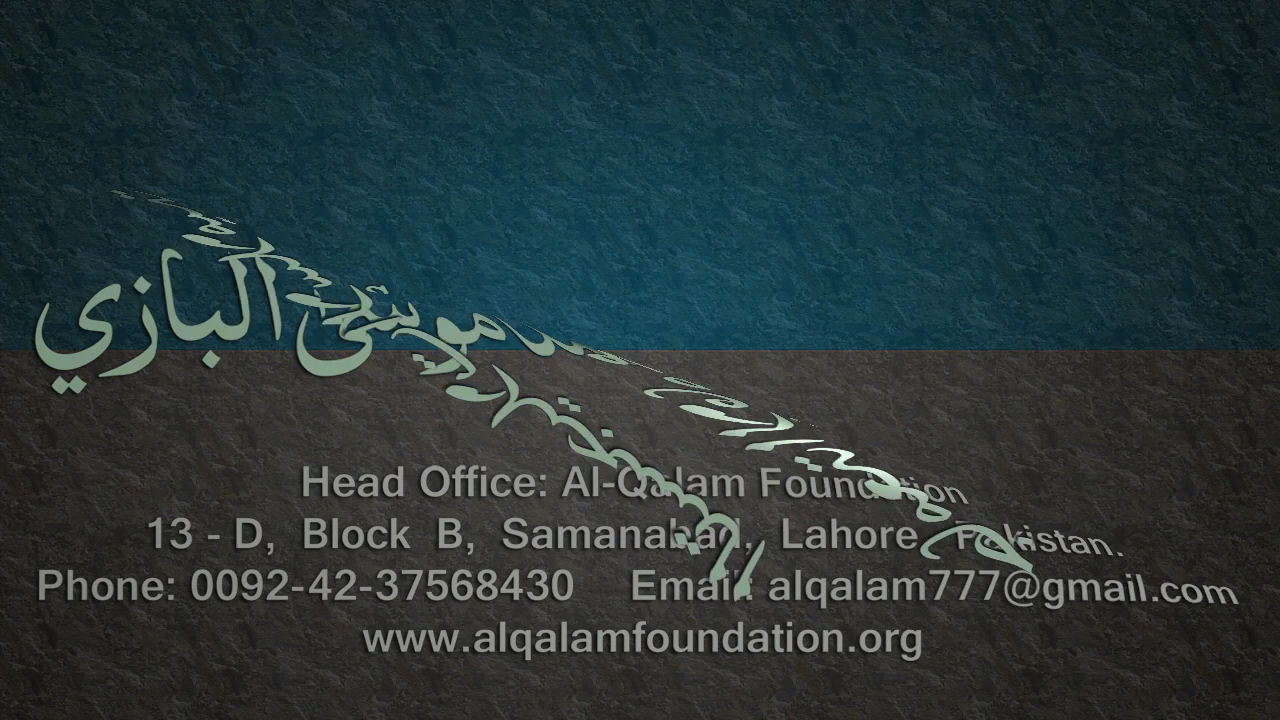 موسى البازي
Head Office: Al-Qalam Foundation
13 - D, Block B, Samanabad, Lahore, Pakistan.
Phone: 0092-42-37568430 Email: alqalam777@gmail.com
www.alqalamfoundation.org